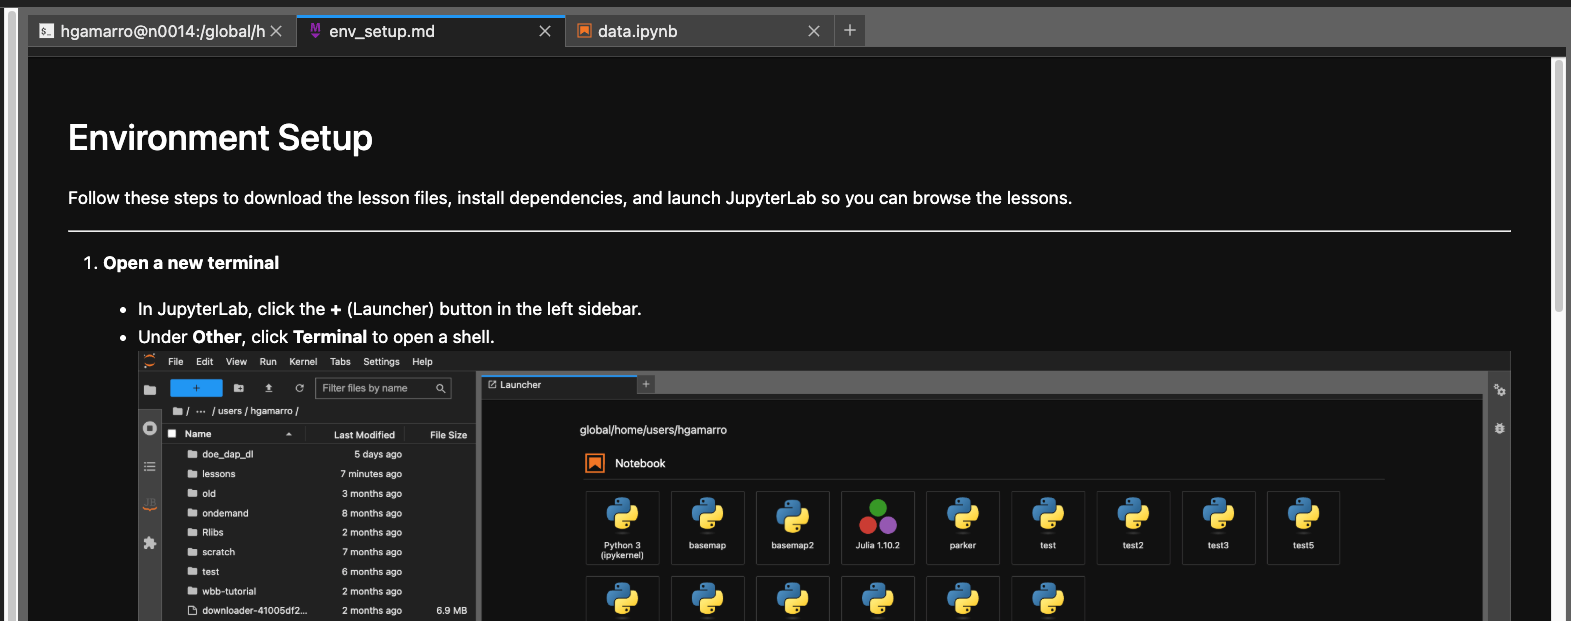 hgamarro@n0014:/global/h
env_setup.md
data.ipynb
Environment Setup
Follow these steps to download the lesson files, install dependencies, and launch JupyterLab so you can browse the lessons.
1. Open a new terminal
• In JupyterLab, click the + (Launcher) button in the left sidebar.
• Under Other, click Terminal to open a shell.
File Edit View Run Kernel Tabs Settings Help
+
Filter files by name
/ ··· / users / hgamarro /
Name Last Modified File Size
doe_dap_dl 5 days ago
lessons 7 minutes ago
old 3 months ago
ondemand 8 months ago
Rlibs 2 months ago
scratch 7 months ago
test 6 months ago
wbb-tutorial 2 months ago
downloader-41005df2... 2 months ago 6.9 MB
Launcher
global/home/users/hgamarro
Notebook
Python 3
(ipykernel)
basemap
basemap2
Julia 1.10.2
parker
test
test2
test3
test5